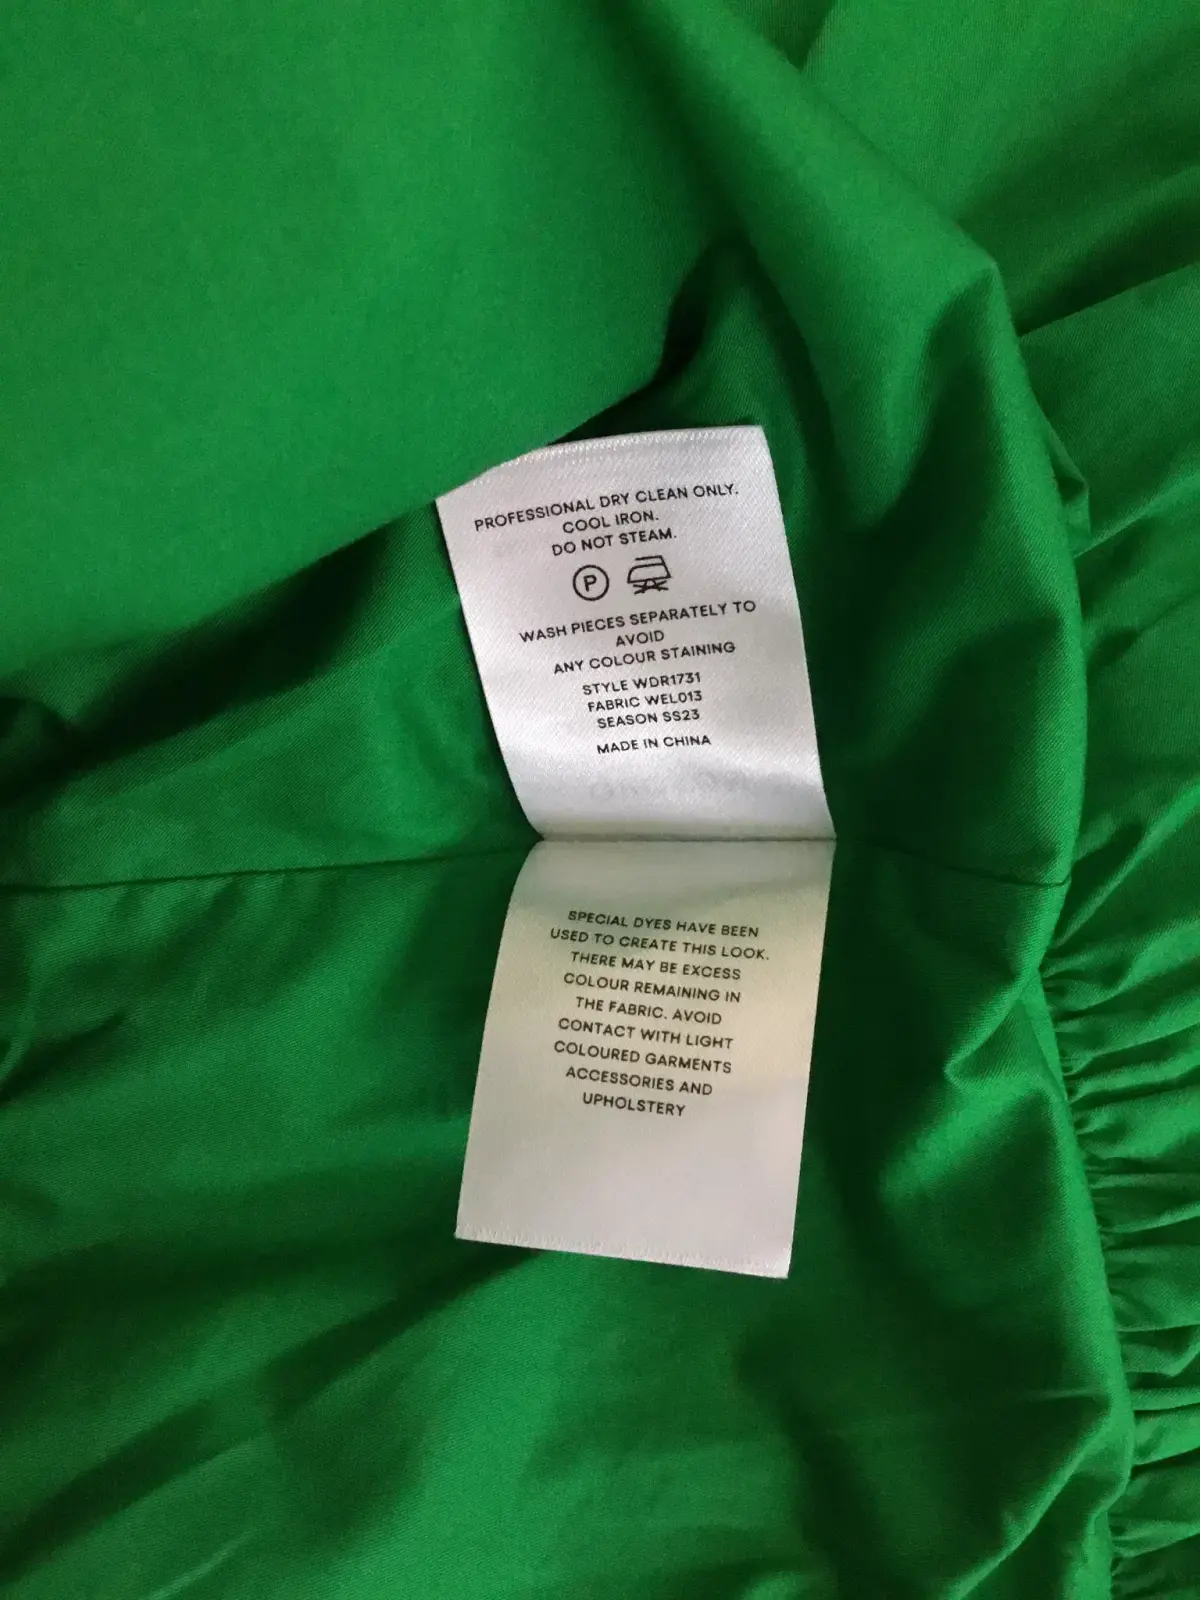 PROFESSIONAL DRY CLEAN ONLY.
COOL IRON.
DO NOT STEAM.
P
WASH PIECES SEPARATELY TO
AVOID
ANY COLOUR STAINING
STYLE WDR1731
FABRIC WEL013
SEASON SS23
MADE IN CHINA
SPECIAL DYES HAVE BEEN
USED TO CREATE THIS LOOK.
THERE MAY BE EXCESS
COLOUR REMAINING IN
THE FABRIC. AVOID
CONTACT WITH LIGHT
COLOURED GARMENTS
ACCESSORIES AND
UPHOLSTERY